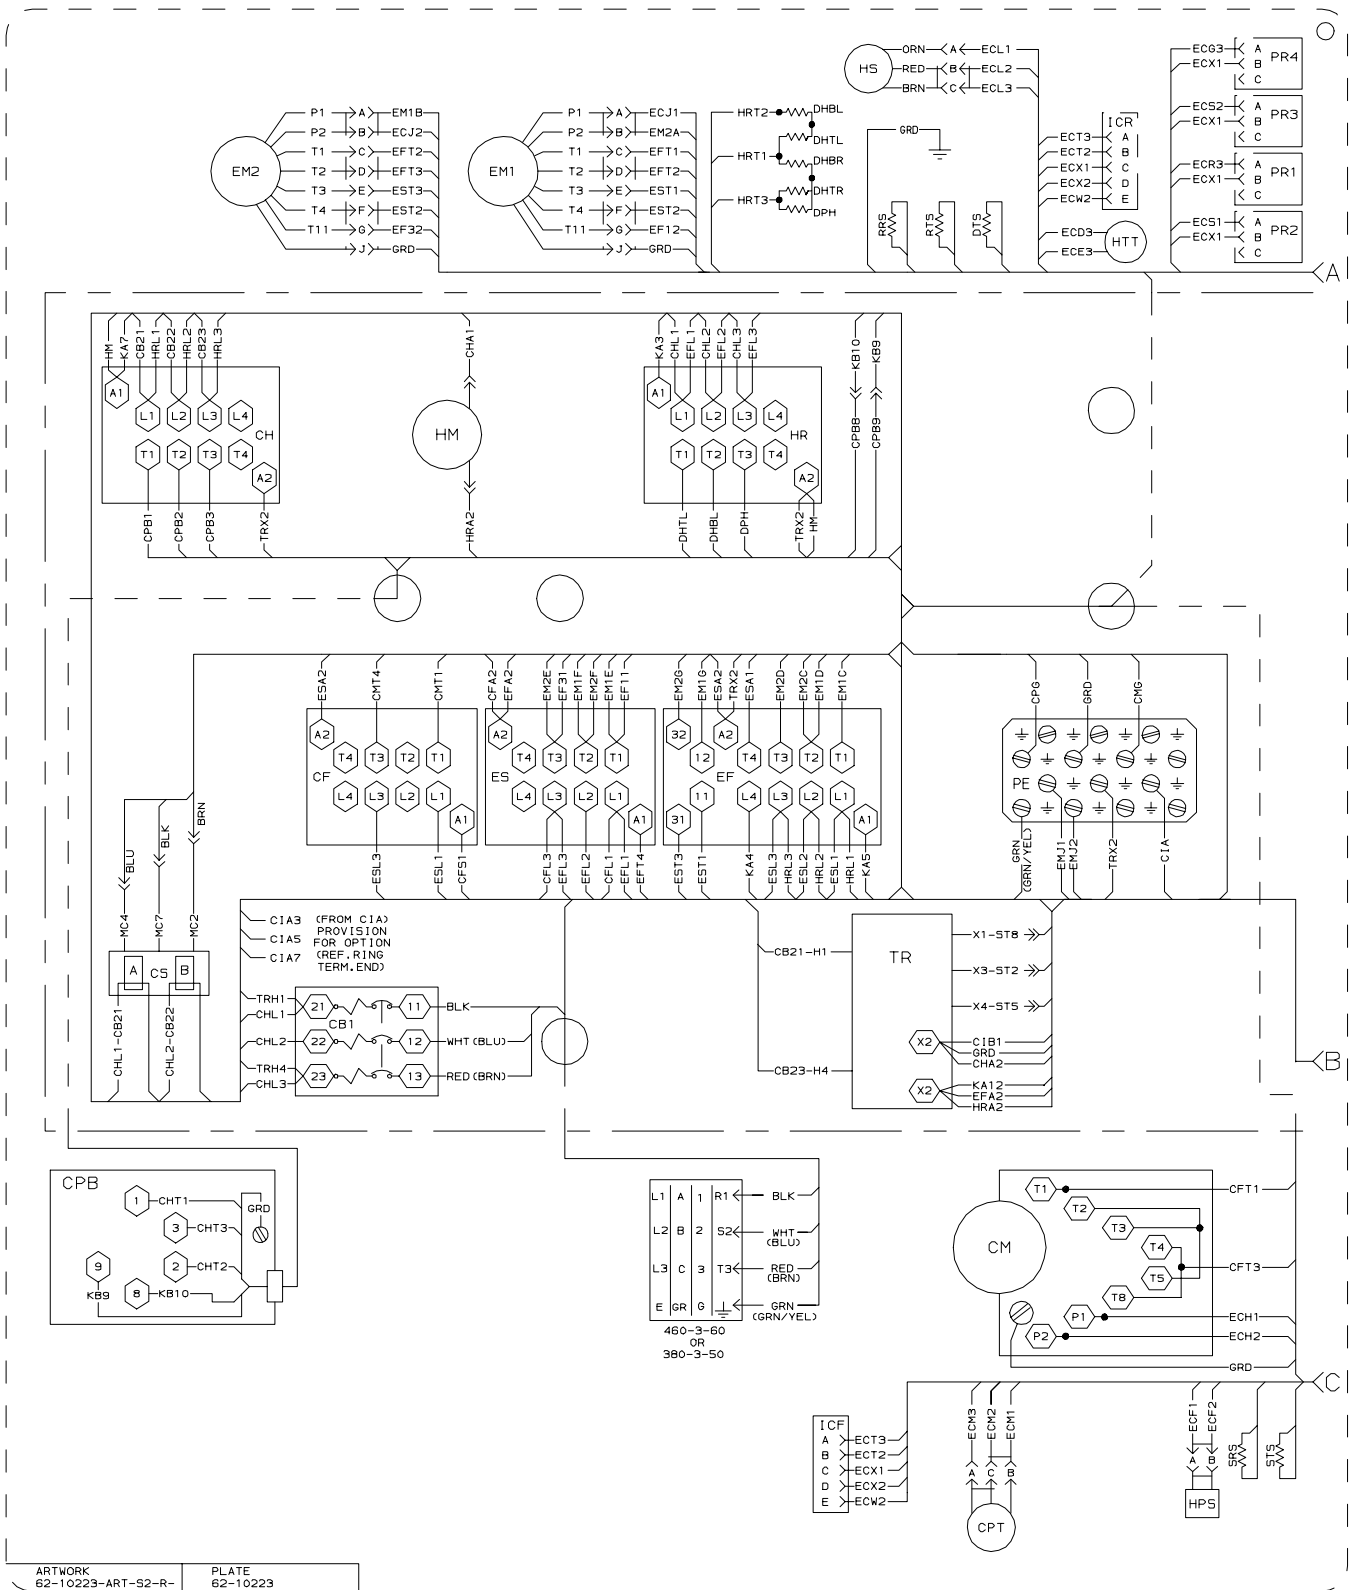 HS
ORN A ECL1
RED B ECL2
BRN C ECL3
ECG3 A PR4
ECX1 B
C
ECS2 A PR3
ECX1 B
C
ECR3 A PR1
ECX1 B
C
ECS1 A PR2
ECX1 B
C
EM2
P1 A EM1B
P2 B ECJ2
T1 C EFT2
T2 D EFT3
T3 E EST3
T4 F EST2
T11 G EF32
J GRD
EM1
P1 A ECJ1
P2 B EM2A
T1 C EFT1
T2 D EFT2
T3 E EST1
T4 F EST2
T11 G EF12
J GRD
HRT2 DHBL
DHTL
HRT1 DHBR
DHTR
HRT3 DPH
GRD
RRS RTS DTS
ICR
ECT3 A
ECT2 B
ECX1 C
ECX2 D
ECW2 E
ECD3 HTT
ECE3
A
HM KA7 CB21 HRL1 CB22 HRL2 CB23 HRL3
A1
L1 L2 L3 L4
CH
T1 T2 T3 T4
A2
CPB1 CPB2 CPB3 TRX2
CHA1
HM
HRA2
KA3 CHL1 EFL1 CHL2 EFL2 CHL3 EFL3
A1
L1 L2 L3 L4
HR
T1 T2 T3 T4
A2
DHTL DHBL DPH TRX2 HM
KB10 KB9
CPB8 CPB9
ESA2 CMT4 CMT1
A2
T4 T3 T2 T1
CF
L4 L3 L2 L1
A1
ESL3 ESL1 CFS1
CFA2 EFA2 EM2E EF31 EM1F EM2F EM1E EF11
A2
T4 T3 T2 T1
ES
L4 L3 L2 L1
A1
CFL3 EFL3 EFL2 CFL1 EFL1 EFT4
EM2G EM1G ESA2 TRX2 ESA1 EM2D EM2C EM1D EM1C
32 A2
12 T4 T3 T2 T1
EF
11 L4 L3 L2 L1
31 A1
EST3 EST1 KA4 ESL3 HRL3 ESL2 HRL2 ESL1 HRL1 KA5
CPG GRD CMG
PE
GRN
(GRN/YEL)
EMJ1 EMJ2 TRX2 CIA
BLU BLK BRN
MC4 MC7 MC2
A CS B
CHL1-CB21 CHL2-CB22
CIA3 (FROM CIA)
PROVISION
CIA5 FOR OPTION
CIA7 (REF.RING
TERM.END)
TRH1 21 11 BLK
CHL1 CB1
CHL2 22 12 WHT(BLU)
TRH4 23 13 RED(BRN)
CHL3
TR
CB21-H1
CB23-H4
X1-ST8
X3-ST2
X4-ST5
X2 CIB1
GRD
CHA2
X2 KA12
EFA2
HRA2
B
CPB
1 CHT1
GRD
3 CHT3
9 2 CHT2
KB9 8 KB10
L1 A 1 R1 BLK
L2 B 2 S2 WHT
(BLU)
L3 C 3 T3 RED
(BRN)
E GR G GRN
(GRN/YEL)
460-3-60
OR
380-3-50
CM
T1 CFT1
T2
T3
T4
CFT3
T5
T8
P1 ECH1
P2 ECH2
GRD
C
ICF
A ECT3
B ECT2
C ECX1
D ECX2
E ECW2
ECM3 ECM2 ECM1
A C B
CPT
ECF1 ECF2
A B
HPS
SRS STS
ARTWORK PLATE
62-10223-ART-S2-R- 62-10223